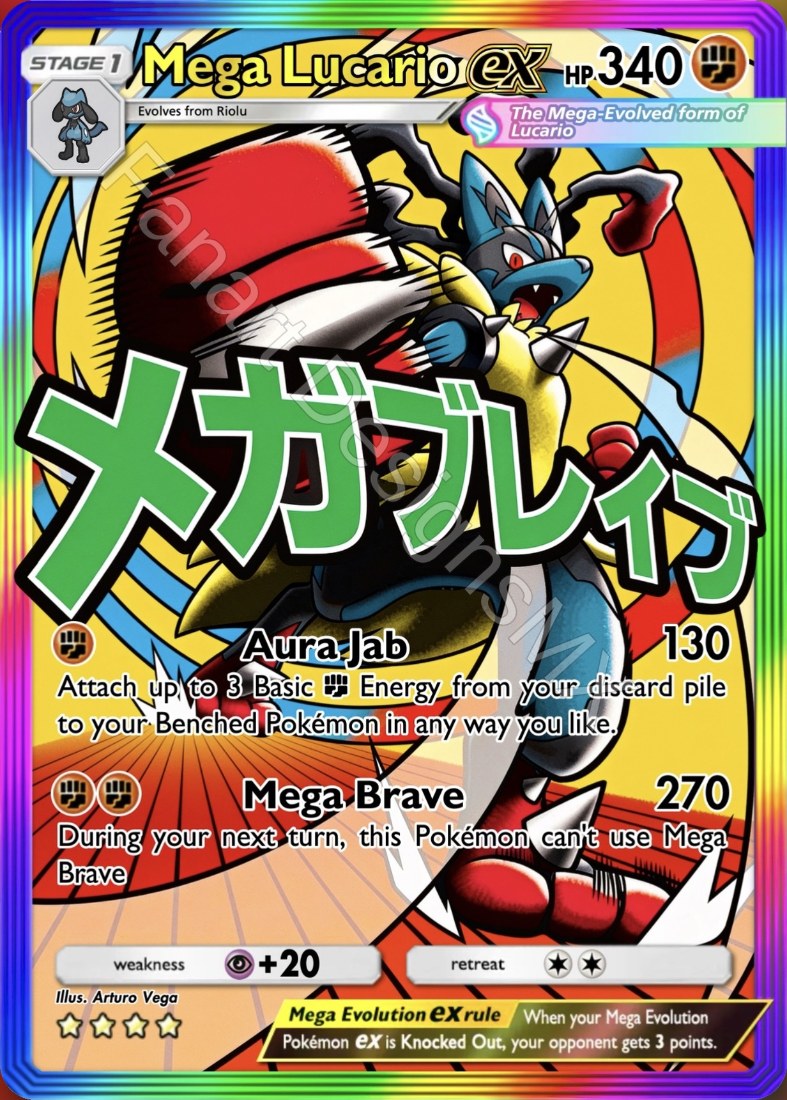 STAGE 1 Mega Lucario ex HP 340
Evolves from Riolu
The Mega-Evolved form of
Lucario
Fanart DesignsMX
メガブレイブ
Aura Jab 130
Attach up to 3 Basic Energy from your discard pile
to your Benched Pokémon in any way you like.
Mega Brave 270
During your next turn, this Pokémon can't use Mega
Brave
weakness +20 retreat
Illus. Arturo Vega
Mega Evolution ex rule When your Mega Evolution
Pokémon ex is Knocked Out, your opponent gets 3 points.